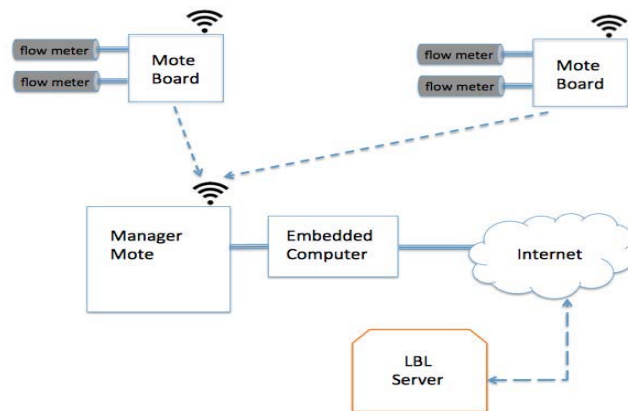 flow meter
flow meter
Mote
Board
flow meter
flow meter
Mote
Board
Manager
Mote
Embedded
Computer
Internet
LBL
Server